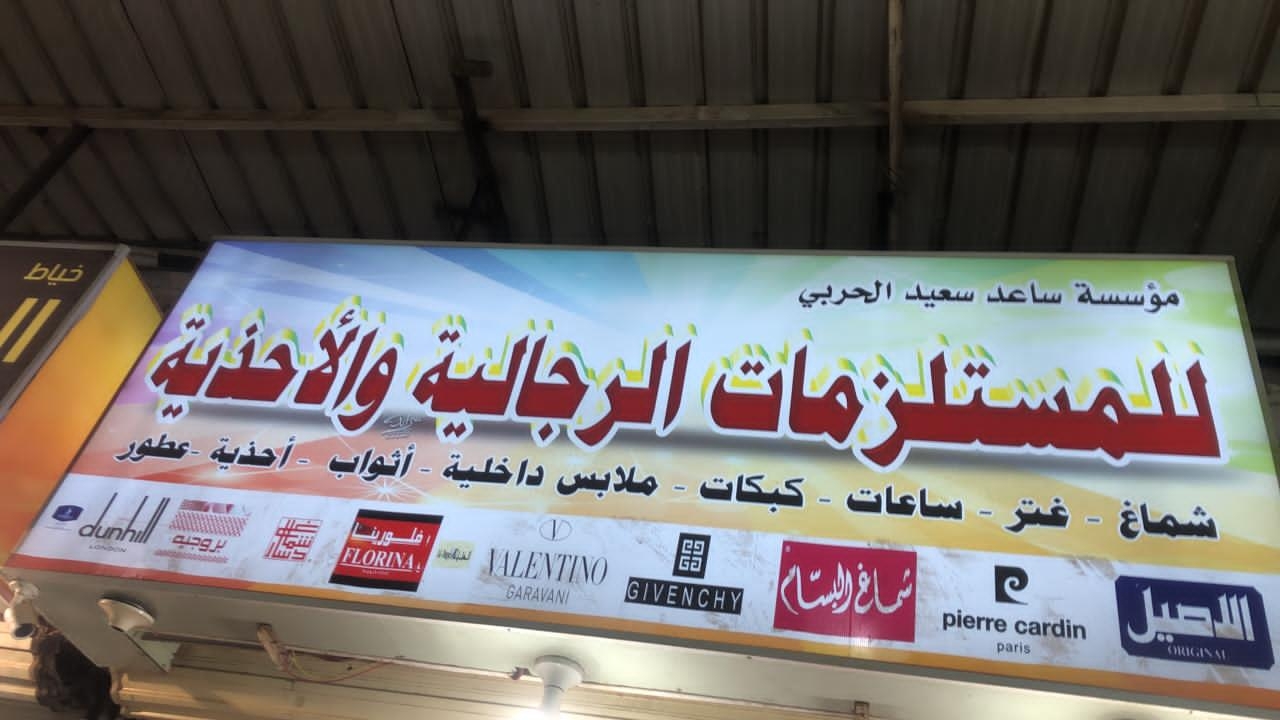 مؤسسة ساعد سعيد الحربي
للمستلزمات الرجالية والأحذية
شماغ - غتر - ساعات - كبكات - ملابس داخلية - أثواب - أحذية - عطور
الأصيل
ORIGINAL
pierre cardin
paris
شماغ البسام
GIVENCHY
VALENTINO
GARAVANI
فلورينا
FLORINA
بروجيه
dunhill
LONDON
خياط